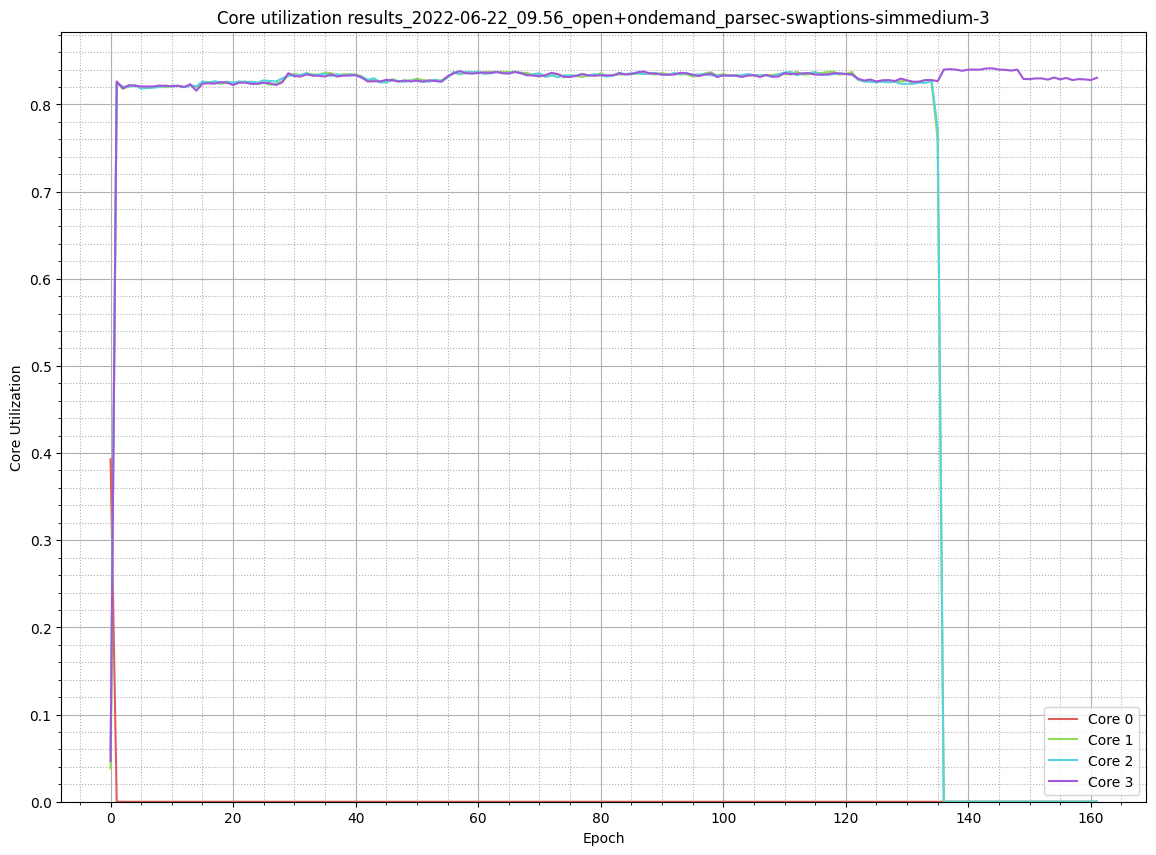 Core utilization results_2022-06-22_09.56_open+ondemand_parsec-swaptions-simmedium-3
Core Utilization
0.8
0.7
0.6
0.5
0.4
0.3
0.2
0.1
0.0
0 20 40 60 80 100 120 140 160
Epoch
Core 0
Core 1
Core 2
Core 3